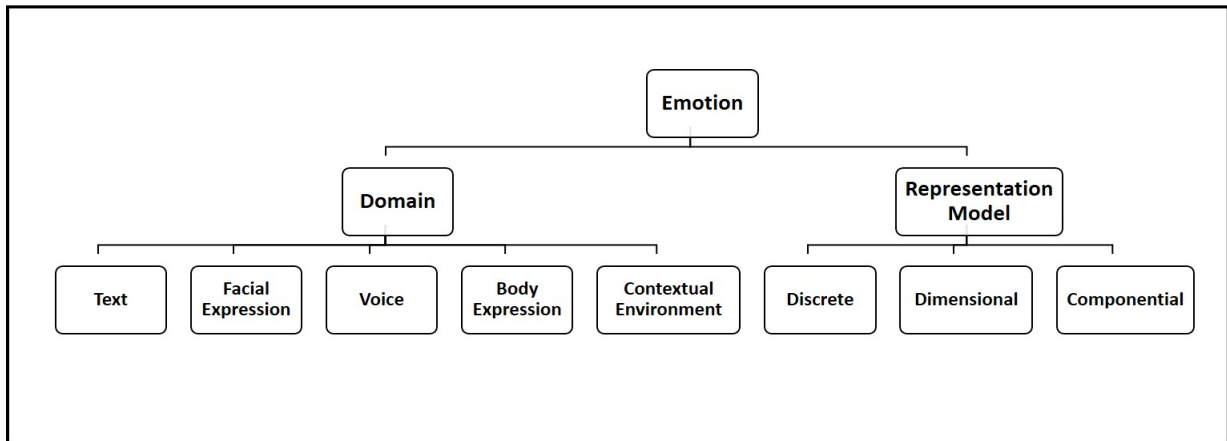 Emotion
Domain
Representation
Model
Text
Facial
Expression
Voice
Body
Expression
Contextual
Environment
Discrete
Dimensional
Componential